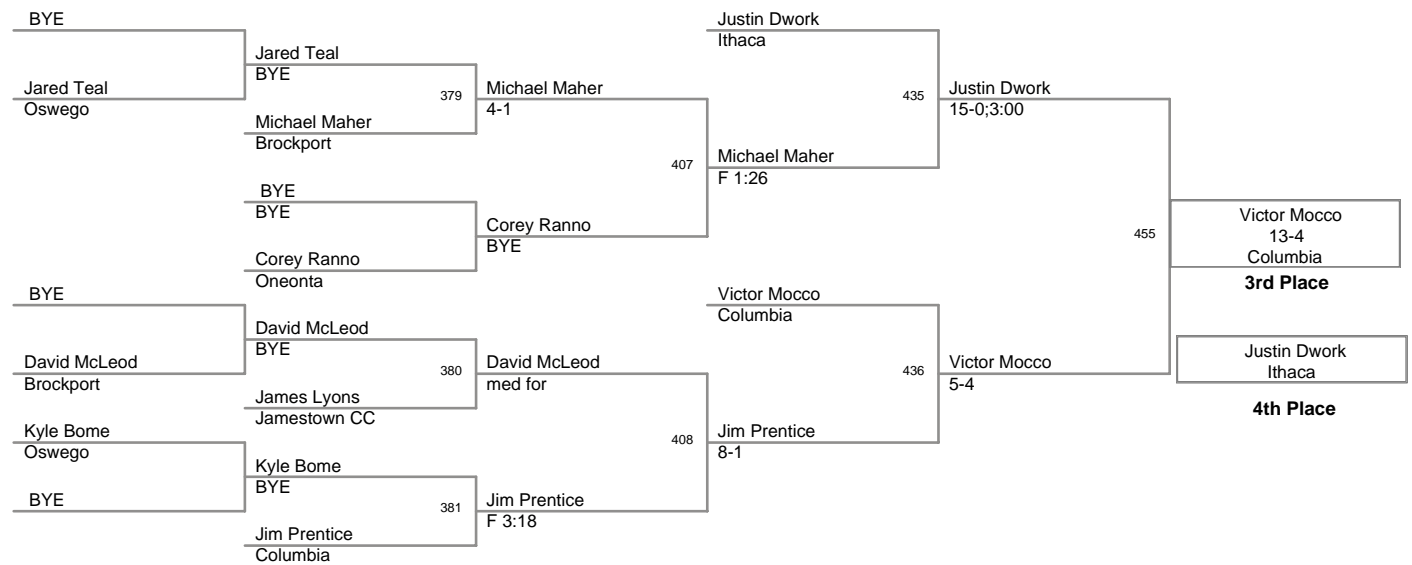 BYE
Jared Teal
Oswego
Jared Teal
BYE
Michael Maher
Brockport
379
BYE
BYE
Corey Ranno
Oneonta
Michael Maher
4-1
Corey Ranno
BYE
407
Justin Dwork
Ithaca
Michael Maher
F 1:26
435
Justin Dwork
15-0;3:00
BYE
David McLeod
Brockport
Kyle Bome
Oswego
BYE
David McLeod
BYE
James Lyons
Jamestown CC
380
Kyle Bome
BYE
Jim Prentice
Columbia
381
David McLeod
med for
Jim Prentice
F 3:18
408
Victor Mocco
Columbia
Jim Prentice
8-1
436
Victor Mocco
5-4
455
Victor Mocco
13-4
Columbia
3rd Place
Justin Dwork
Ithaca
4th Place